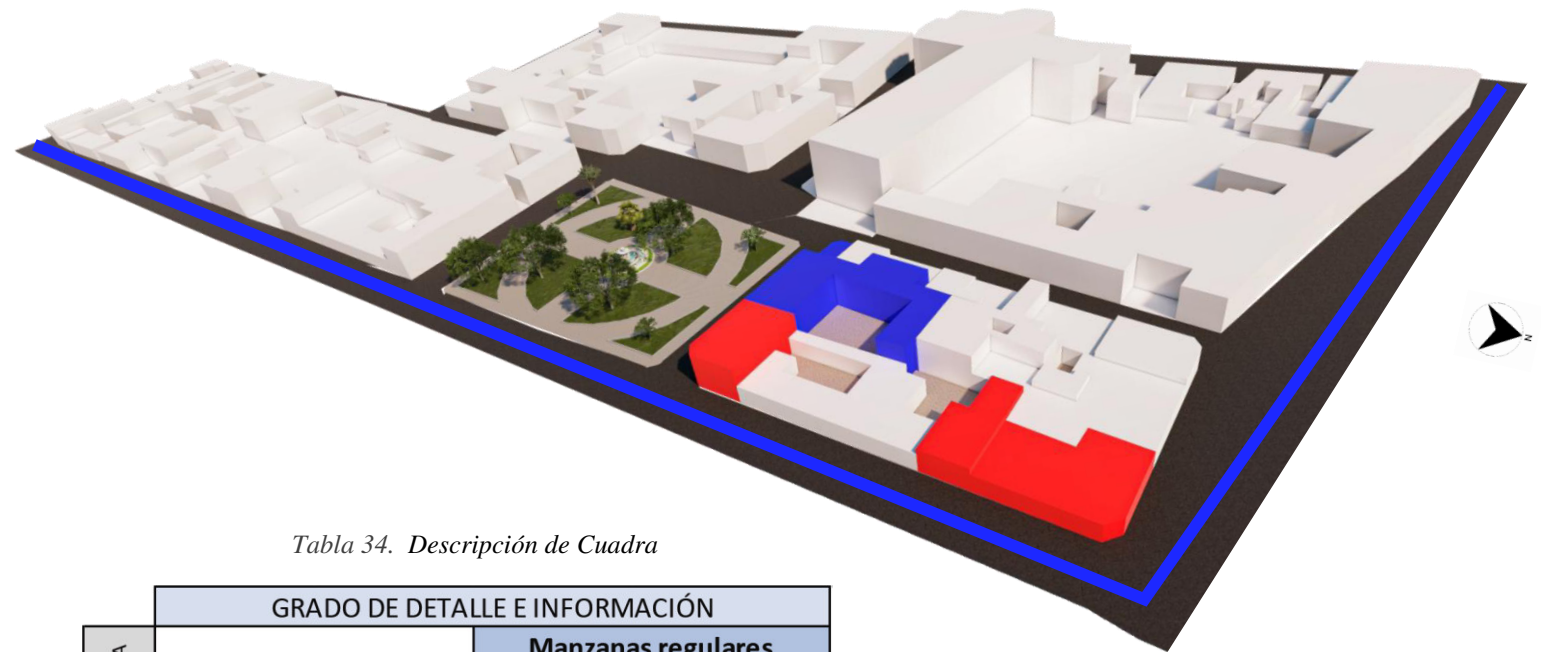 N
Tabla 34. Descripción de Cuadra
GRADO DE DETALLE E INFORMACIÓN
Manzanas regulares